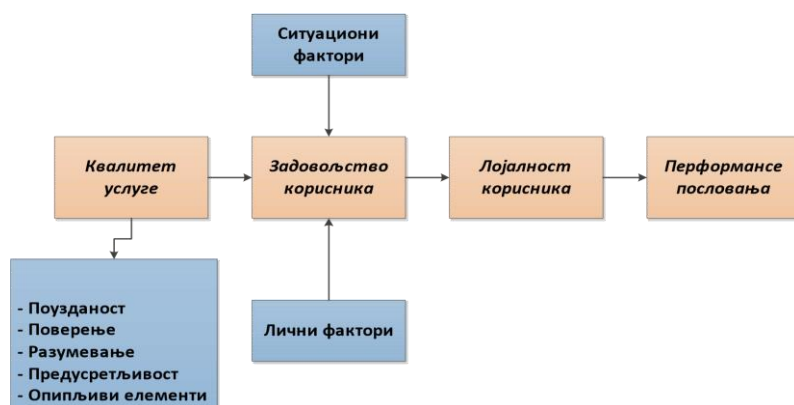 Ситуациони
фактори
Квалитет
услуге
Задовољство
корисника
Лојалност
корисника
Перформансе
пословања
- Поузданост
- Поверење
- Разумевање
- Предусретљивост
- Опипљиви елементи
Лични фактори